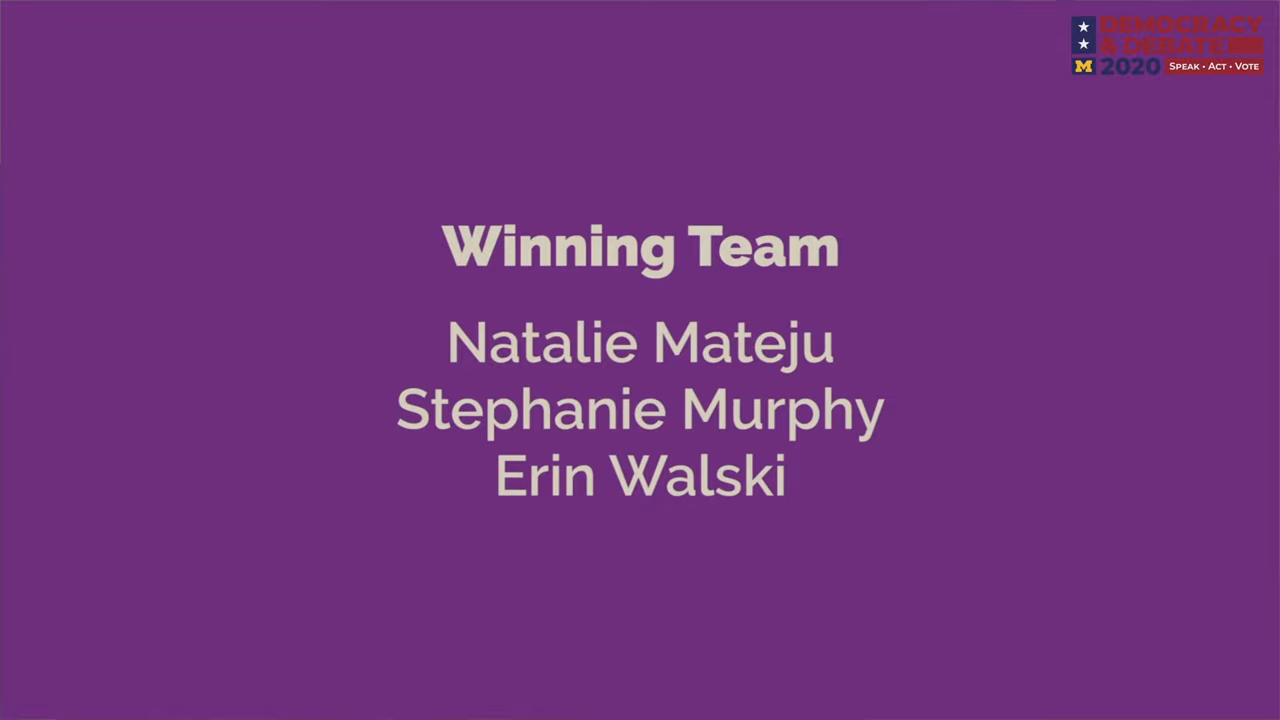 DEMOCRACY
& DEBATE
M 2020 SPEAK • ACT • VOTE
Winning Team
Natalie Mateju
Stephanie Murphy
Erin Walski